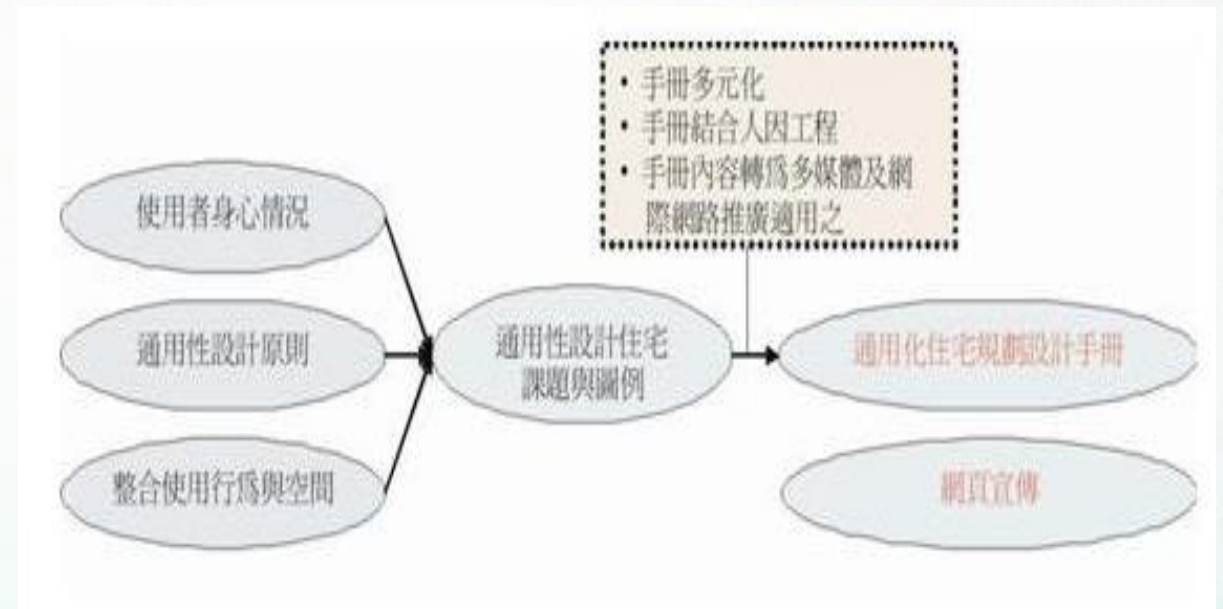 • 手冊多元化
• 手冊結合人因工程
• 手冊內容轉爲多媒體及網
際網路推廣適用之
使用者身心情況
通用性設計原則
整合使用行爲與空間
通用性設計住宅
課題與圖例
通用化住宅規劃設計手冊
網頁宣傳